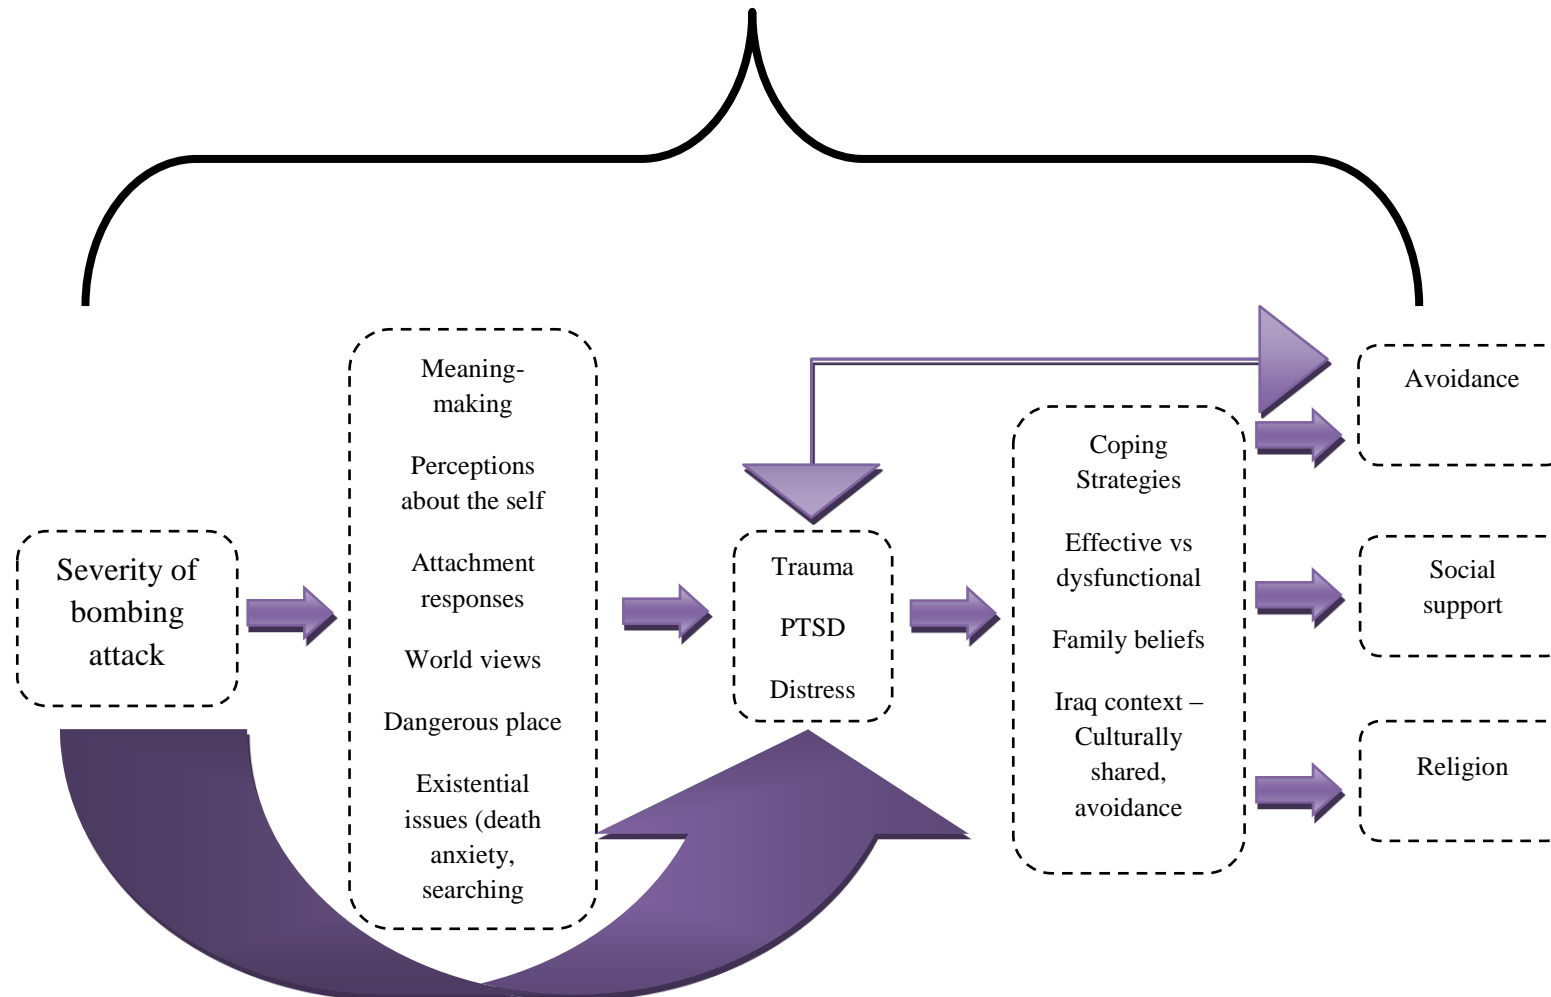 Severity of
bombing
attack
Meaning-
making
Perceptions
about the self
Attachment
responses
World views
Dangerous place
Existential
issues (death
anxiety,
searching
Trauma
PTSD
Distress
Coping
Strategies
Effective vs
dysfunctional
Family beliefs
Iraq context –
Culturally
shared,
avoidance
Avoidance
Social
support
Religion